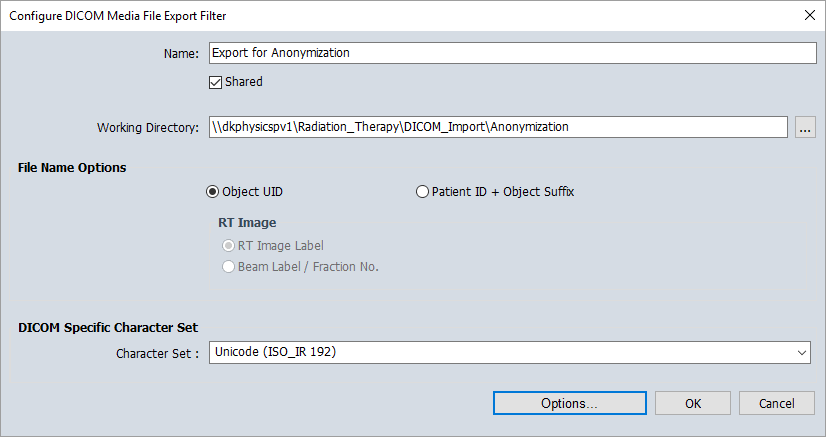 Configure DICOM Media File Export Filter
Name: Export for Anonymization
Shared
Working Directory: \\dkphysicspv1\Radiation_Therapy\DICOM_Import\Anonymization ...
File Name Options
Object UID Patient ID + Object Suffix
RT Image
RT Image Label
Beam Label / Fraction No.
DICOM Specific Character Set
Character Set : Unicode (ISO_IR 192)
Options... OK Cancel